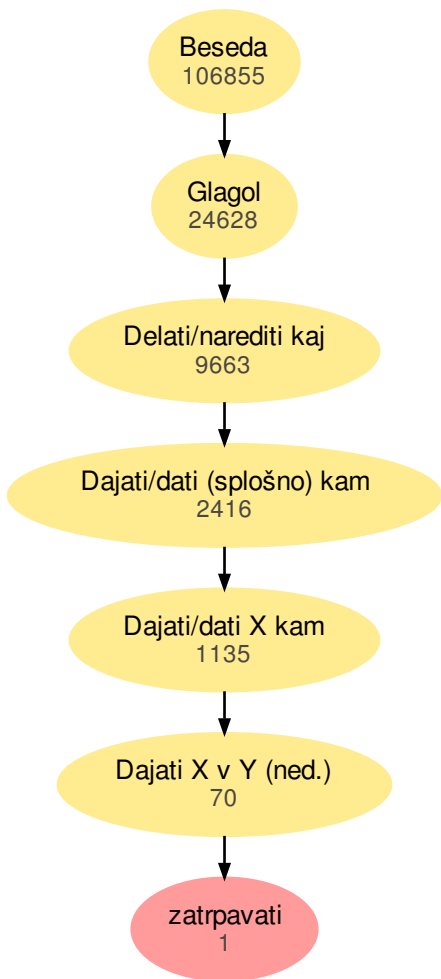 Beseda
106855
Glagol
24628
Delati/narediti kaj
9663
Dajati/dati (splošno) kam
2416
Dajati/dati X kam
1135
Dajati X v Y (ned.)
70
zatrpavati
1